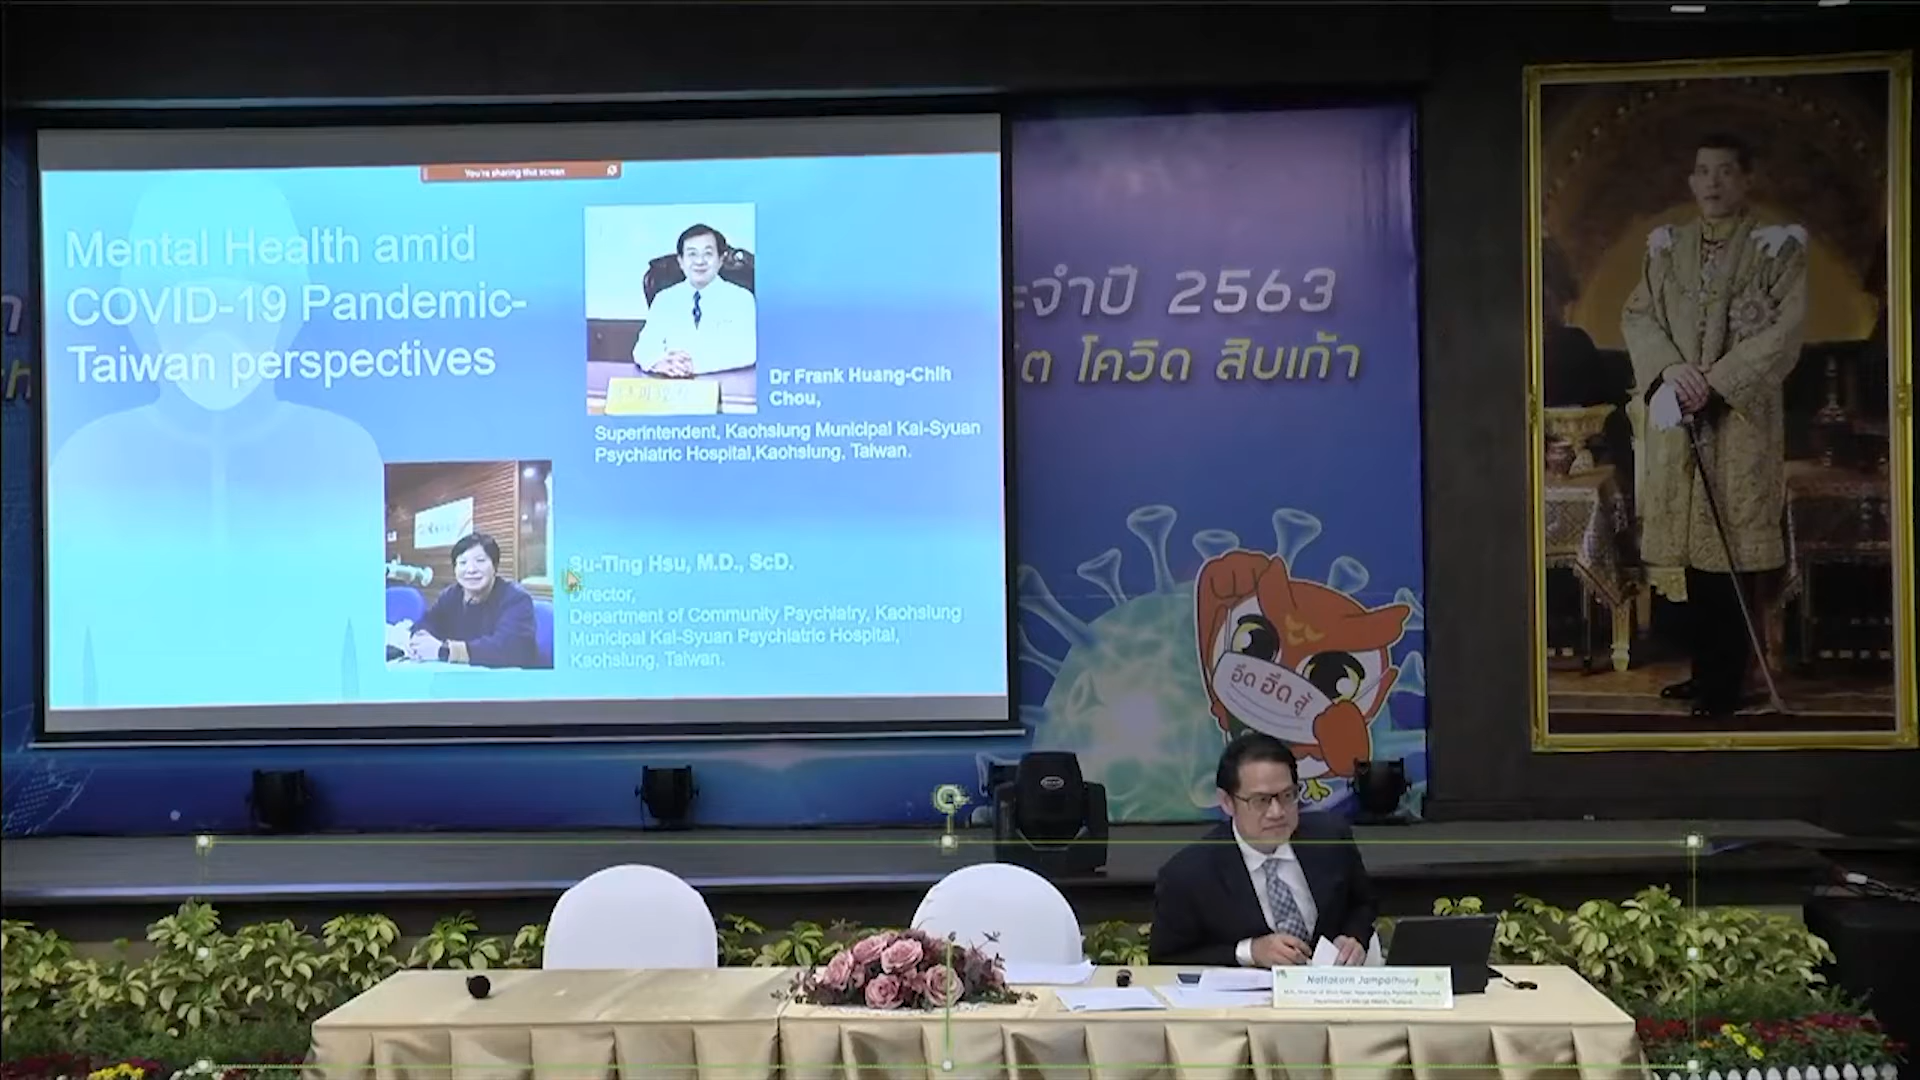 You're sharing this screen
Mental Health amid
COVID-19 Pandemic-
Taiwan perspectives
Dr Frank Huang-Chih
Chou,
Superintendent, Kaohsiung Municipal Kai-Syuan
Psychiatric Hospital,Kaohsiung, Taiwan.
Su-Ting Hsu, M.D., ScD.
Director,
Department of Community Psychiatry, Kaohsiung
Municipal Kai-Syuan Psychiatric Hospital,
Kaohsiung, Taiwan.
ะจำปี 2563
ิต โควิด สิบเก้า
อึด ฮึด สู้
Nattakorn Jampathong